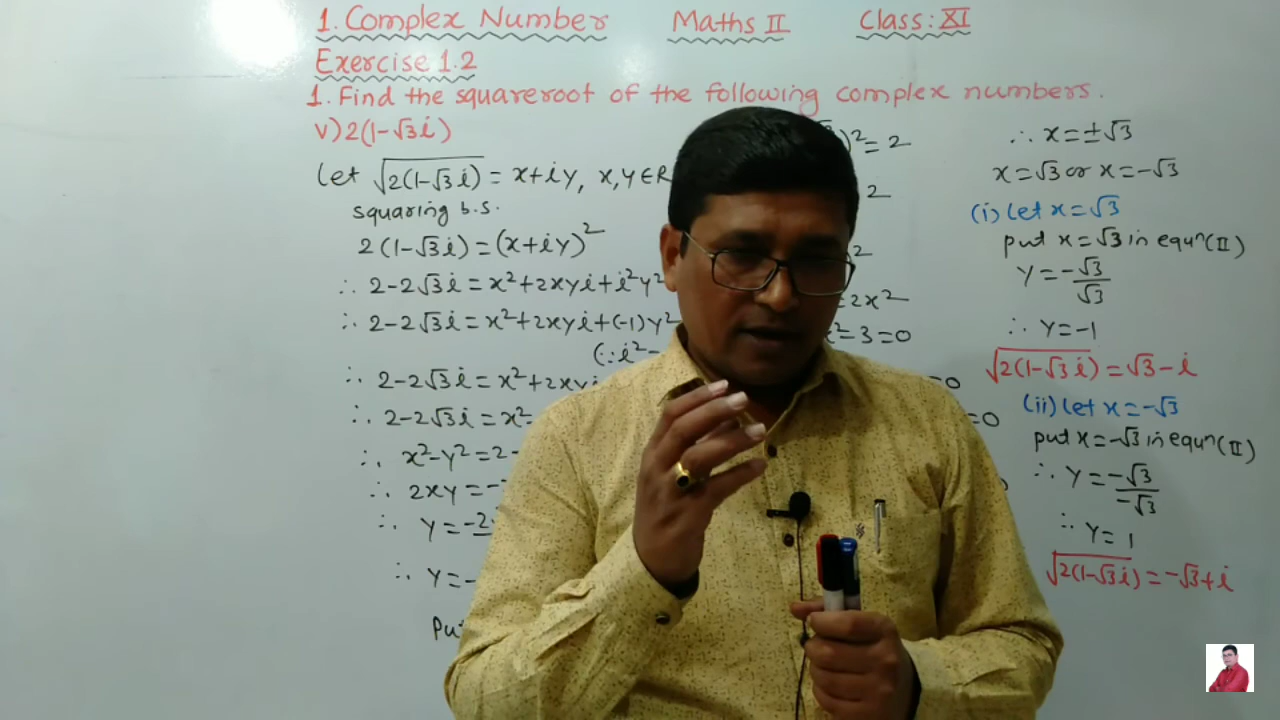 1. Complex Number Maths II Class: XI
Exercise 1.2
1. Find the squareroot of the following complex numbers.
v) 2(1-√3i)
Let √2(1-√3i) = x+iy, x,y∈R
squaring b.s.
2(1-√3i) = (x+iy)²
∴ 2-2√3i = x²+2xyi+i²y²
∴ 2-2√3i = x²+2xyi+(-1)y²
(∵i²-
∴ 2-2√3i = x²+2xyi
∴ 2-2√3i = x²-
∴ x²-y²=2-
∴ 2xy=-
∴ y=-2
∴ y=-
Put
)²=2
2
2
=2x²
x²-3=0
=0
=0
∴ x=±√3
x=√3 or x=-√3
(i) Let x=√3
put x=√3 in equn(II)
y=-√3/√3
∴ y=-1
√2(1-√3i) = √3-i
(ii) Let x=-√3
put x=-√3 in equn(II)
∴ y=-√3/-√3
∴ y=1
√2(1-√3i) = -√3+i